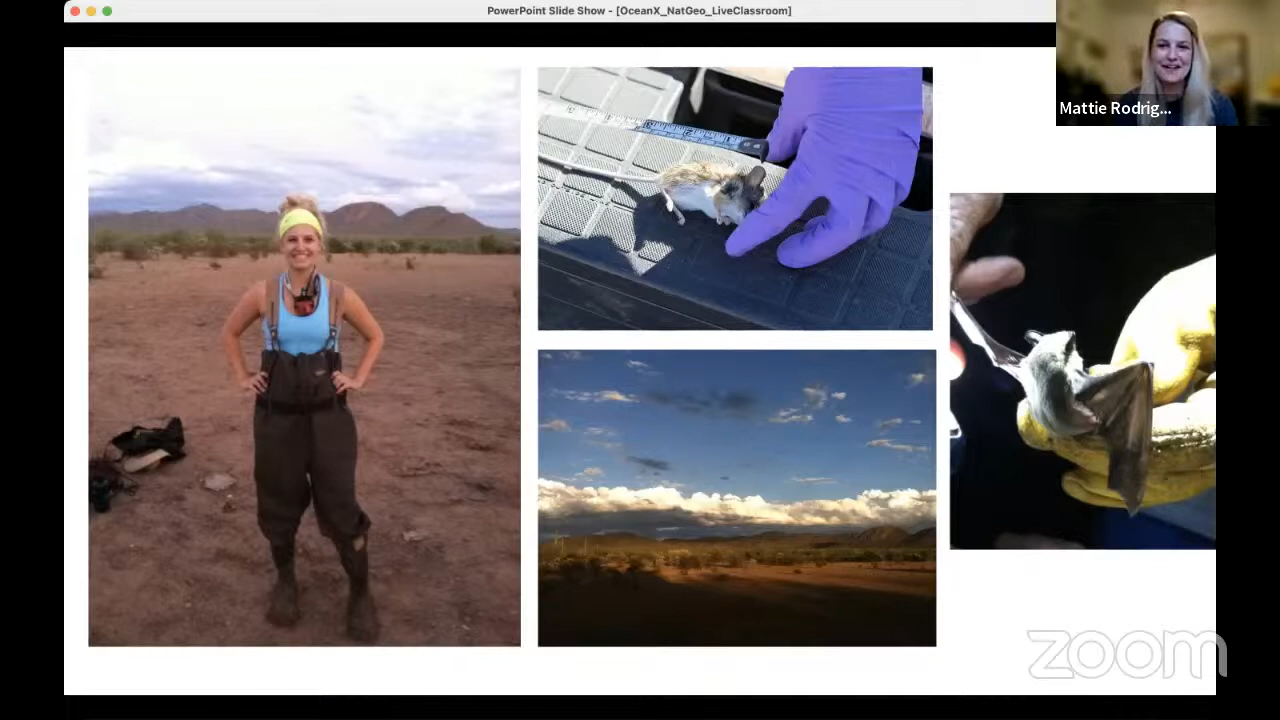 PowerPoint Slide Show - [OceanX_NatGeo_LiveClassroom]
Mattie Rodrig...
zoom